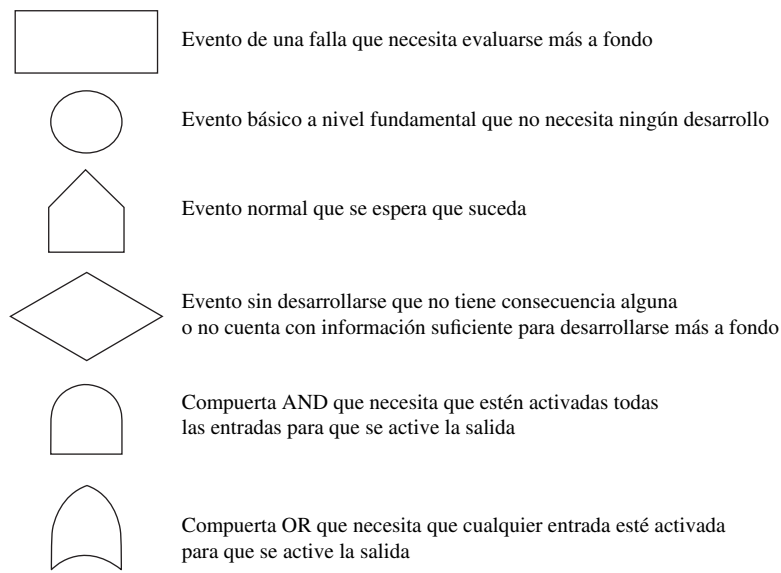 Evento de una falla que necesita evaluarse más a fondo
Evento básico a nivel fundamental que no necesita ningún desarrollo
Evento normal que se espera que suceda
Evento sin desarrollarse que no tiene consecuencia alguna
o no cuenta con información suficiente para desarrollarse más a fondo
Compuerta AND que necesita que estén activadas todas
las entradas para que se active la salida
Compuerta OR que necesita que cualquier entrada esté activada
para que se active la salida